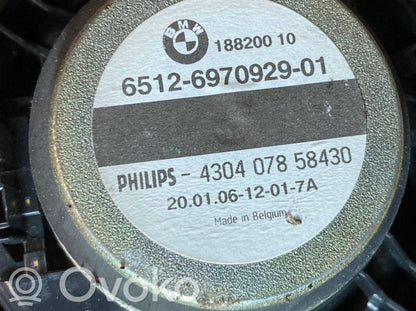 BMW
188200 10
6512-6970929-01
PHILIPS - 4304 078 58430
20.01.06-12-01-7A
Made in Belgium
Ovoko